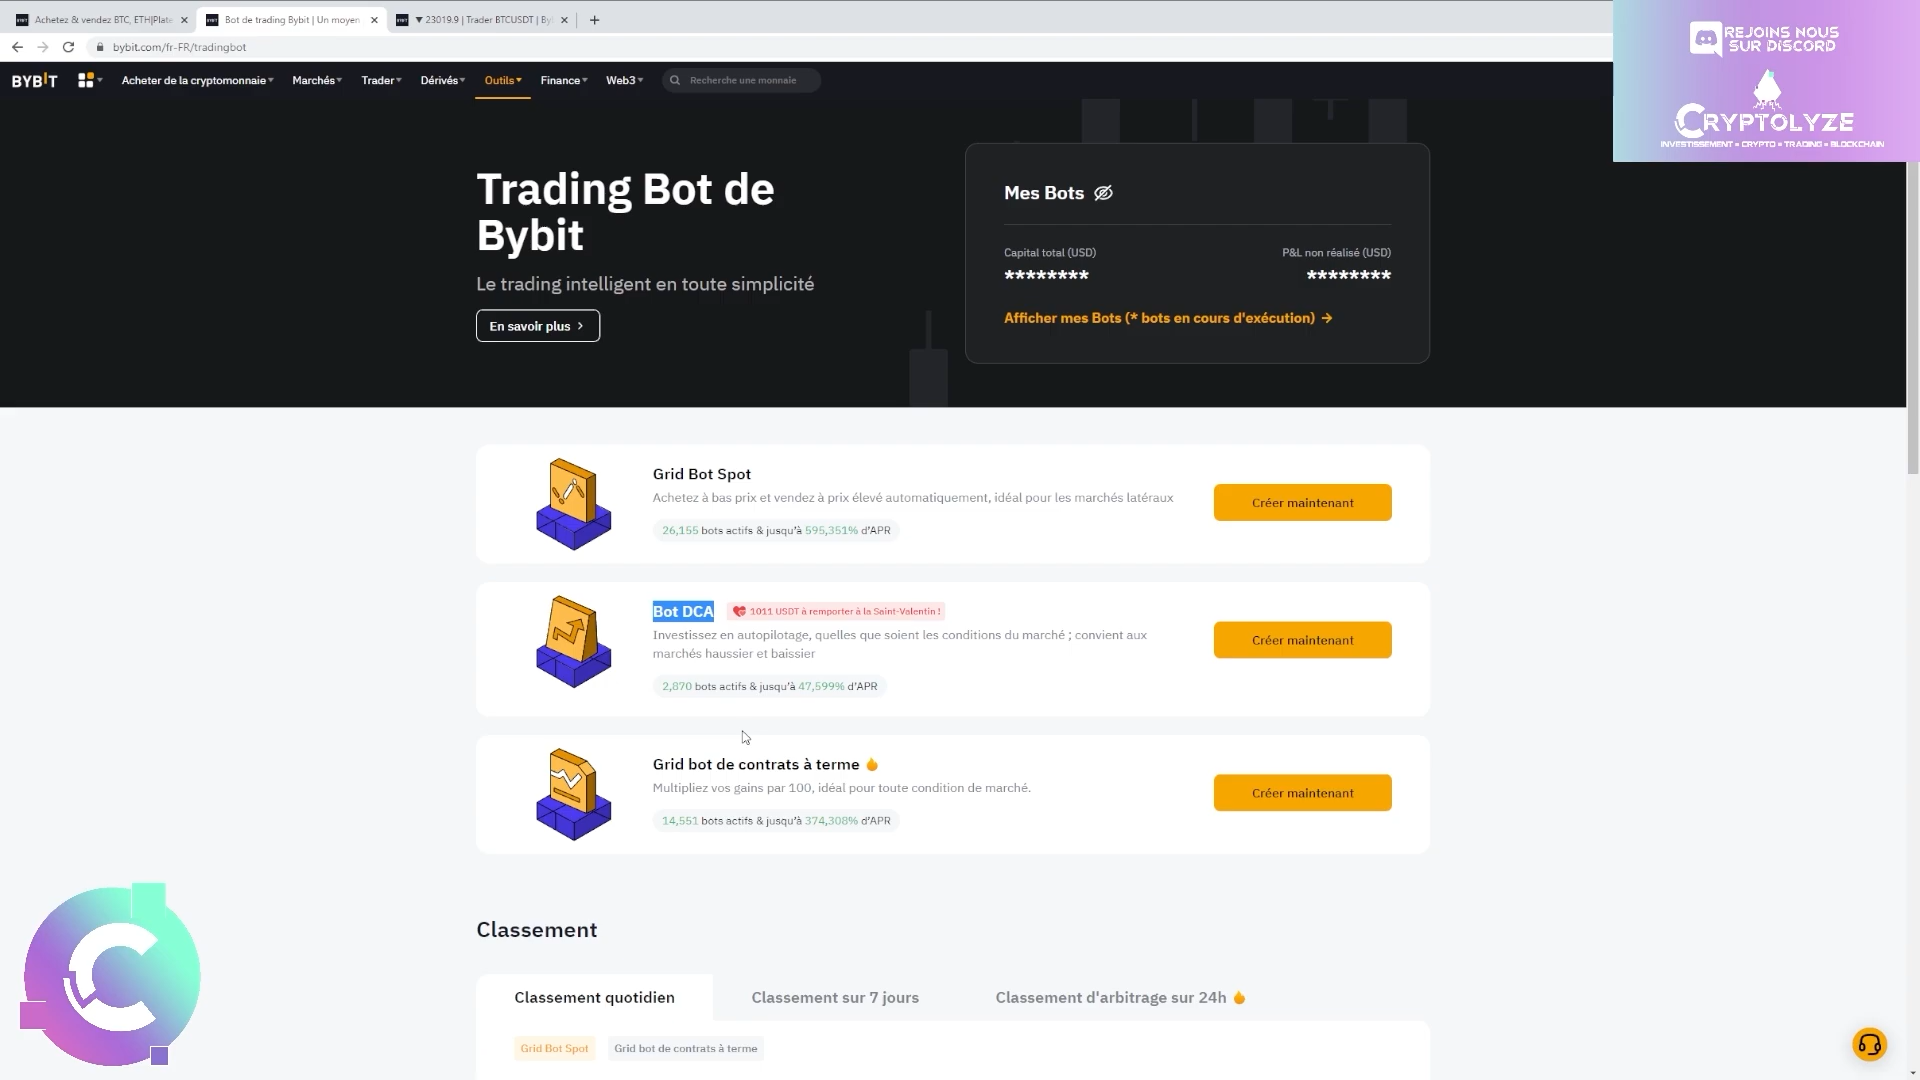 Achetez & vendez BTC, ETH|Plate
Bot de trading Bybit | Un moyen
▼ 23019.9 | Trader BTCUSDT | By
bybit.com/fr-FR/tradingbot
BYBIT
Acheter de la cryptomonnaie
Marchés
Trader
Dérivés
Outils
Finance
Web3
Recherche une monnaie
REJOINS NOUS
SUR DISCORD
CRYPTOLYZE
INVESTISSEMENT • CRYPTO • TRADING • BLOCKCHAIN
Trading Bot de
Bybit
Le trading intelligent en toute simplicité
En savoir plus >
Mes Bots
Capital total (USD)
P&L non réalisé (USD)
********
********
Afficher mes Bots (* bots en cours d'exécution) →
Grid Bot Spot
Achetez à bas prix et vendez à prix élevé automatiquement, idéal pour les marchés latéraux
26,155 bots actifs & jusqu'à 595,351% d'APR
Créer maintenant
Bot DCA
1011 USDT à remporter à la Saint-Valentin !
Investissez en autopilotage, quelles que soient les conditions du marché ; convient aux
marchés haussier et baissier
2,870 bots actifs & jusqu'à 47,599% d'APR
Créer maintenant
Grid bot de contrats à terme
Multipliez vos gains par 100, idéal pour toute condition de marché.
14,551 bots actifs & jusqu'à 374,308% d'APR
Créer maintenant
Classement
Classement quotidien
Classement sur 7 jours
Classement d'arbitrage sur 24h
Grid Bot Spot
Grid bot de contrats à terme